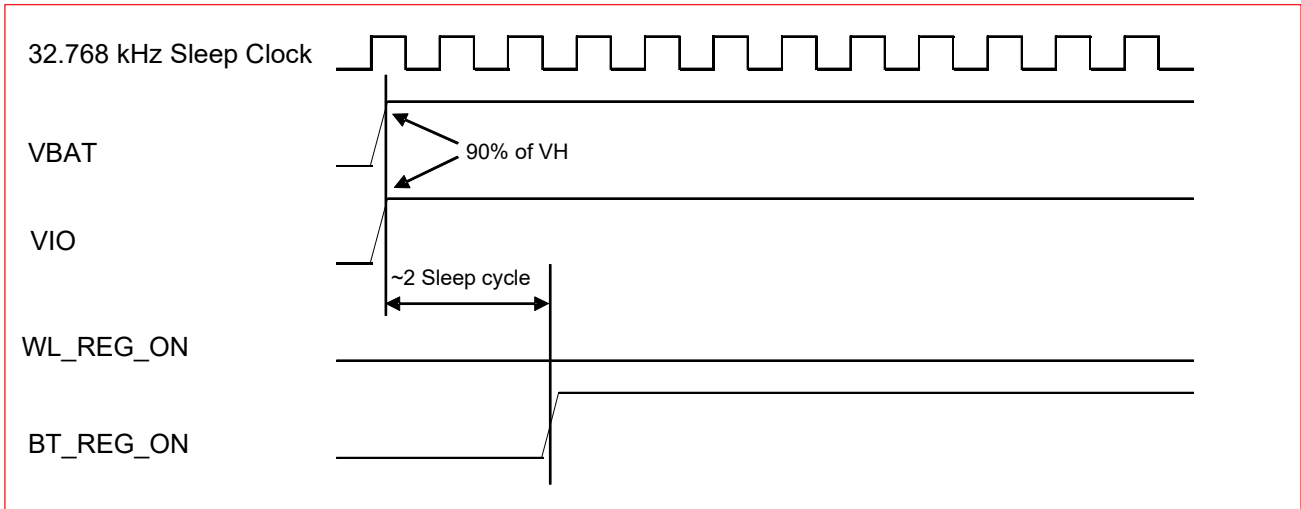 32.768 kHz Sleep Clock
VBAT
90% of VH
VIO
~2 Sleep cycle
WL_REG_ON
BT_REG_ON